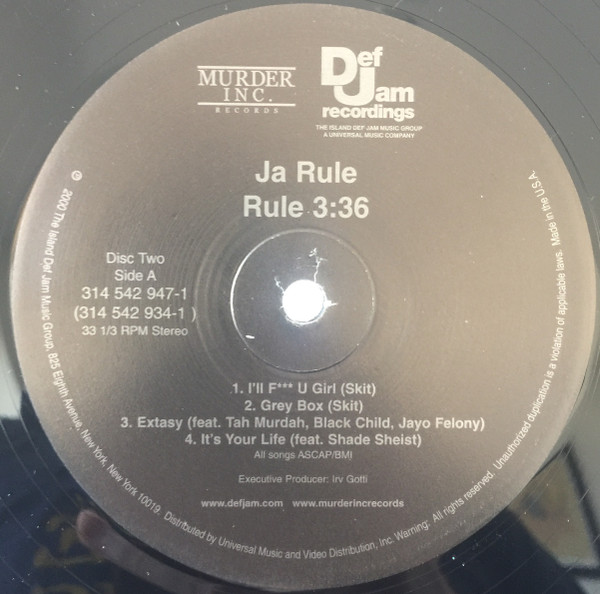 MURDER
INC.
RECORDS
Def
Jam
recordings
THE ISLAND DEF JAM MUSIC GROUP
A UNIVERSAL MUSIC COMPANY
Ja Rule
Rule 3:36
Disc Two
Side A
314 542 947-1
(314 542 934-1 )
33 1/3 RPM Stereo
1. I'll F*** U Girl (Skit)
2. Grey Box (Skit)
3. Extasy (feat. Tah Murdah, Black Child, Jayo Felony)
4. It's Your Life (feat. Shade Sheist)
All songs ASCAP/BMI
Executive Producer: Irv Gotti
www.defjam.com www.murderincrecords
℗ 2000 The Island Def Jam Music Group, 825 Eighth Avenue, New York, New York 10019. Distributed by Universal Music and Video Distribution, Inc. Warning: All rights reserved. Unauthorized duplication is a violation of applicable laws. Made in the U.S.A.